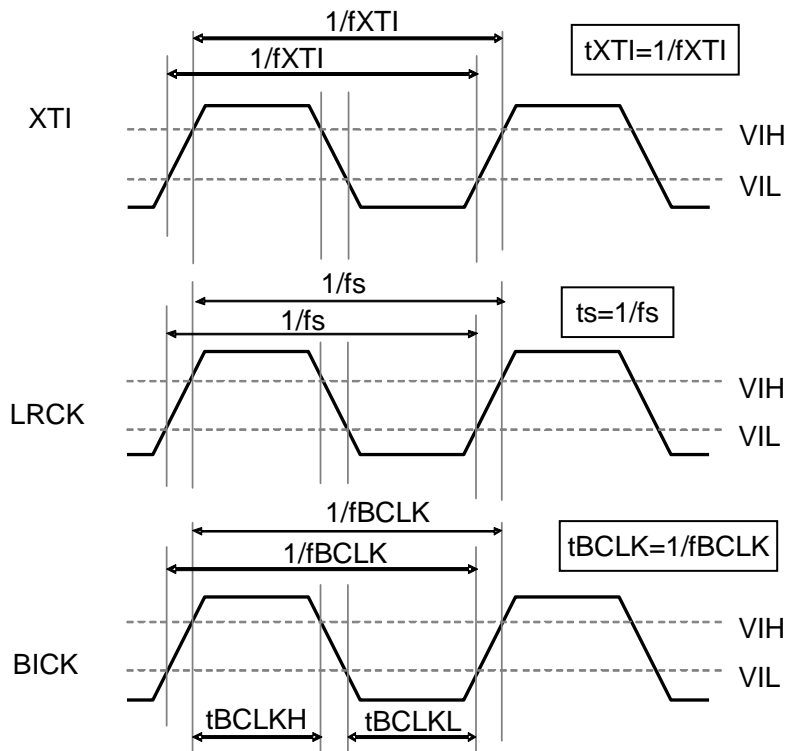 1/fXTI
tXTI=1/fXTI
1/fXTI
XTI
VIH
VIL
1/fs
ts=1/fs
1/fs
LRCK
VIH
VIL
1/fBCLK
tBCLK=1/fBCLK
1/fBCLK
VIH
BICK
VIL
tBCLKH
tBCLKL